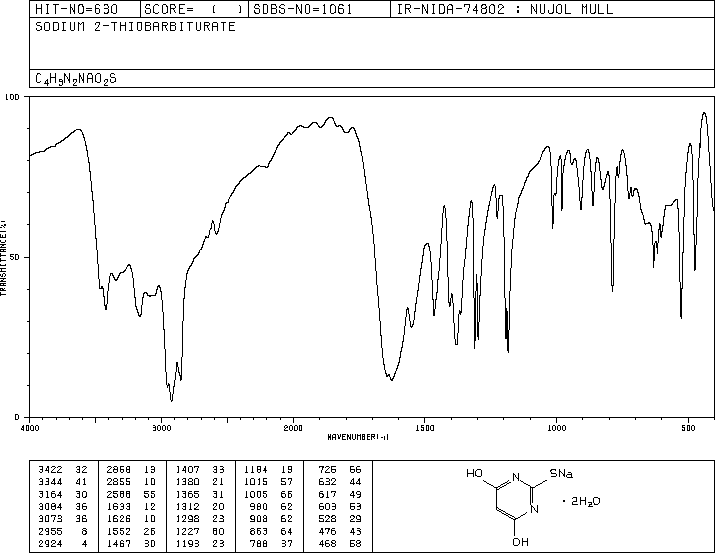 HIT-NO=630 SCORE= ( ) SDBS-NO=1061 IR-NIDA-74802 : NUJOL MULL
SODIUM 2-THIOBARBITURATE
C4H3N2NAO2S
100
50
0
TRANSMITTANCE(%)
4000 3000 2000 1500 1000 500
WAVENUMBER(-1)
3422 32 2868 13 1407 33 1184 19 726 66
3344 41 2855 10 1380 21 1015 57 632 44
3164 30 2588 55 1365 31 1005 66 617 49
3084 36 1633 12 1312 20 980 62 603 53
3073 36 1626 10 1298 23 908 62 528 29
2955 8 1552 26 1227 60 863 64 476 43
2924 4 1467 30 1193 23 788 37 468 68
HO N SNa
N
· 2H2O
OH